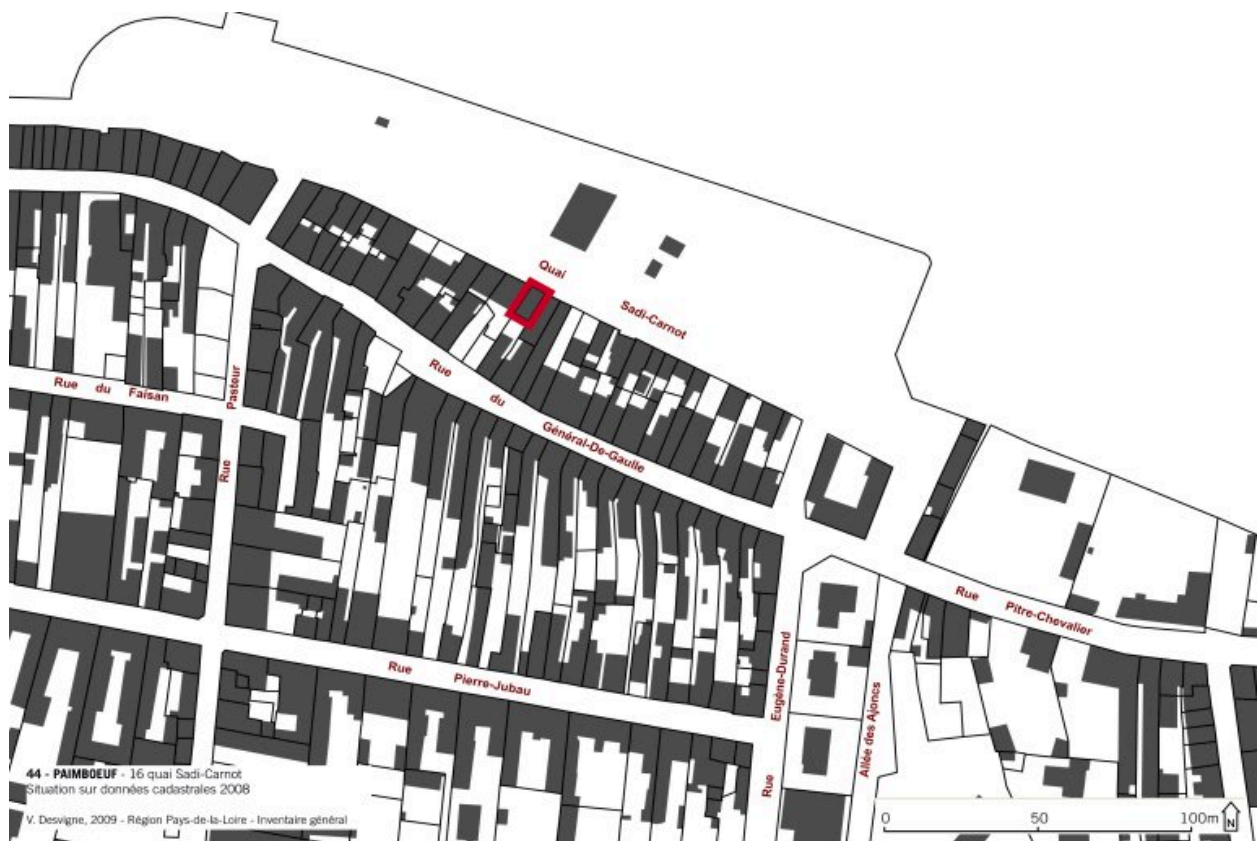 Quai
Sadi-Carnot
Rue du Faisan
Rue Pasteur
Rue du Général-De-Gaulle
Rue Pitre-Chevalier
Rue Pierre-Jubau
Rue Eugène-Durand
Allée des Ajoncs
44 - PAIMBOEUF - 16 quai Sadi-Carnot
Situation sur données cadastrales 2008
V. Desvigne, 2009 - Région Pays-de-la-Loire - Inventaire général
0 50 100m
N